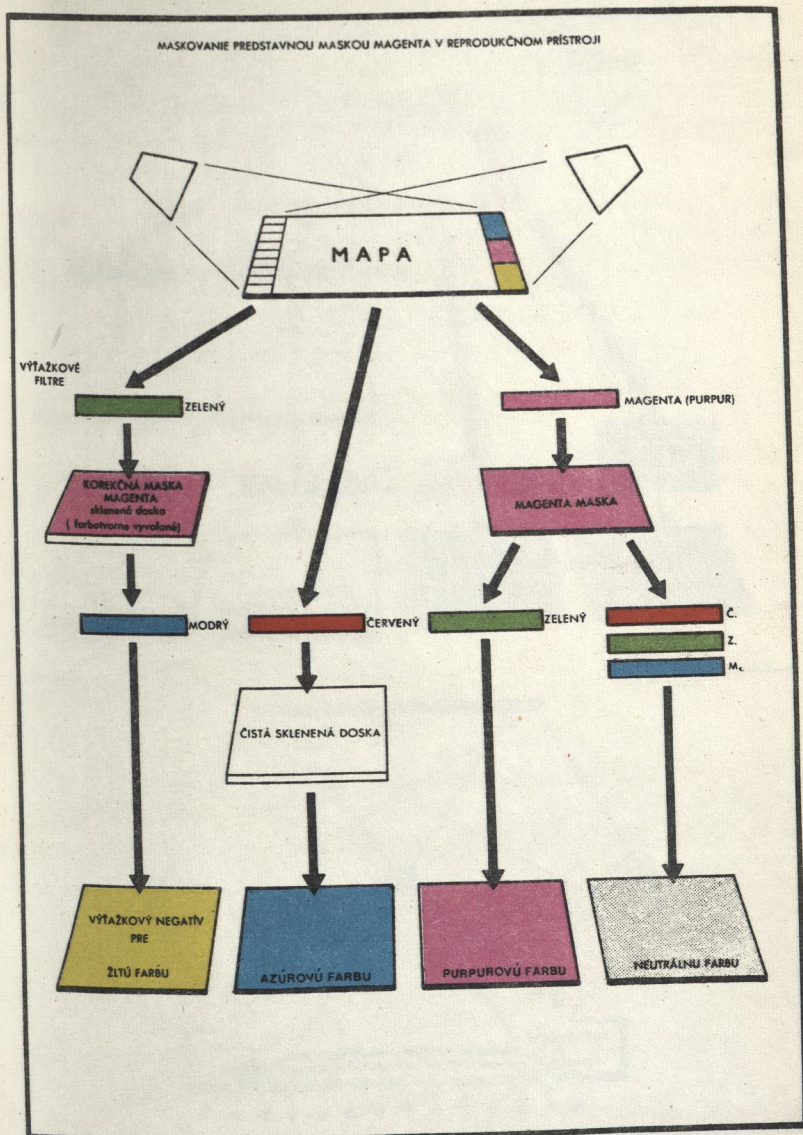 MASKOVANIE PREDSTAVNOU MASKOU MAGENTA V REPRODUKČNOM PRÍSTROJI
MAPA
VÝŤAŽKOVÉ
FILTRE
ZELENÝ
MAGENTA (PURPUR)
KOREKČNÁ MASKA
MAGENTA
sklenená doska
( farbotvorne vyvolané)
MAGENTA MASKA
MODRÝ
ČERVENÝ
ZELENÝ
Č.
Z.
M.
ČISTÁ SKLENENÁ DOSKA
VÝŤAŽKOVÝ NEGATÍV
PRE
ŽLTÚ FARBU
AZÚROVÚ FARBU
PURPUROVÚ FARBU
NEUTRÁLNU FARBU